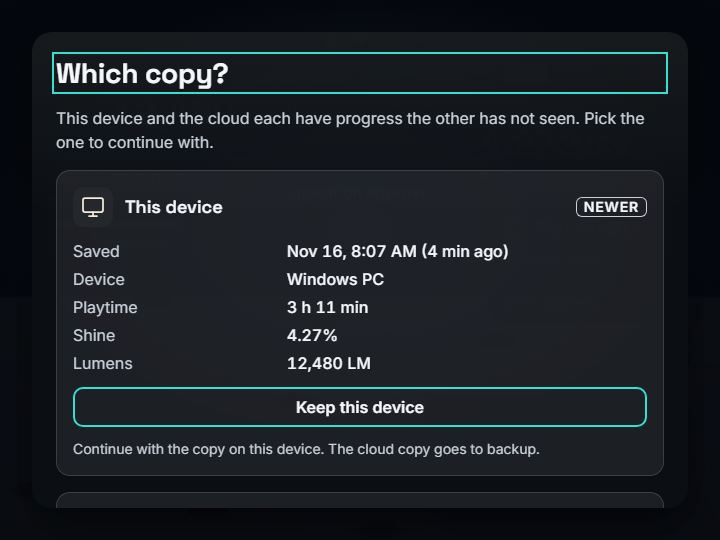 Which copy?
This device and the cloud each have progress the other has not seen. Pick the
one to continue with.
This device
NEWER
Saved Nov 16, 8:07 AM (4 min ago)
Device Windows PC
Playtime 3 h 11 min
Shine 4.27%
Lumens 12,480 LM
Keep this device
Continue with the copy on this device. The cloud copy goes to backup.